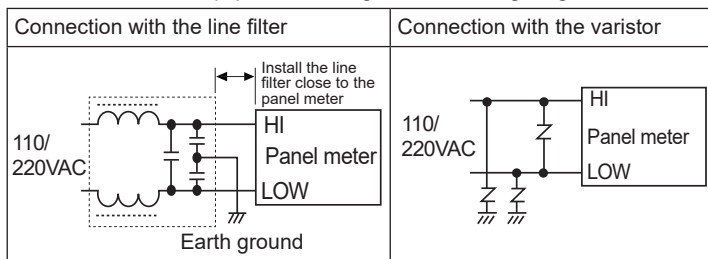 Connection with the line filter
Connection with the varistor
Install the line
filter close to the
panel meter
110/
220VAC
HI
Panel meter
LOW
Earth ground
110/
220VAC
HI
Panel meter
LOW